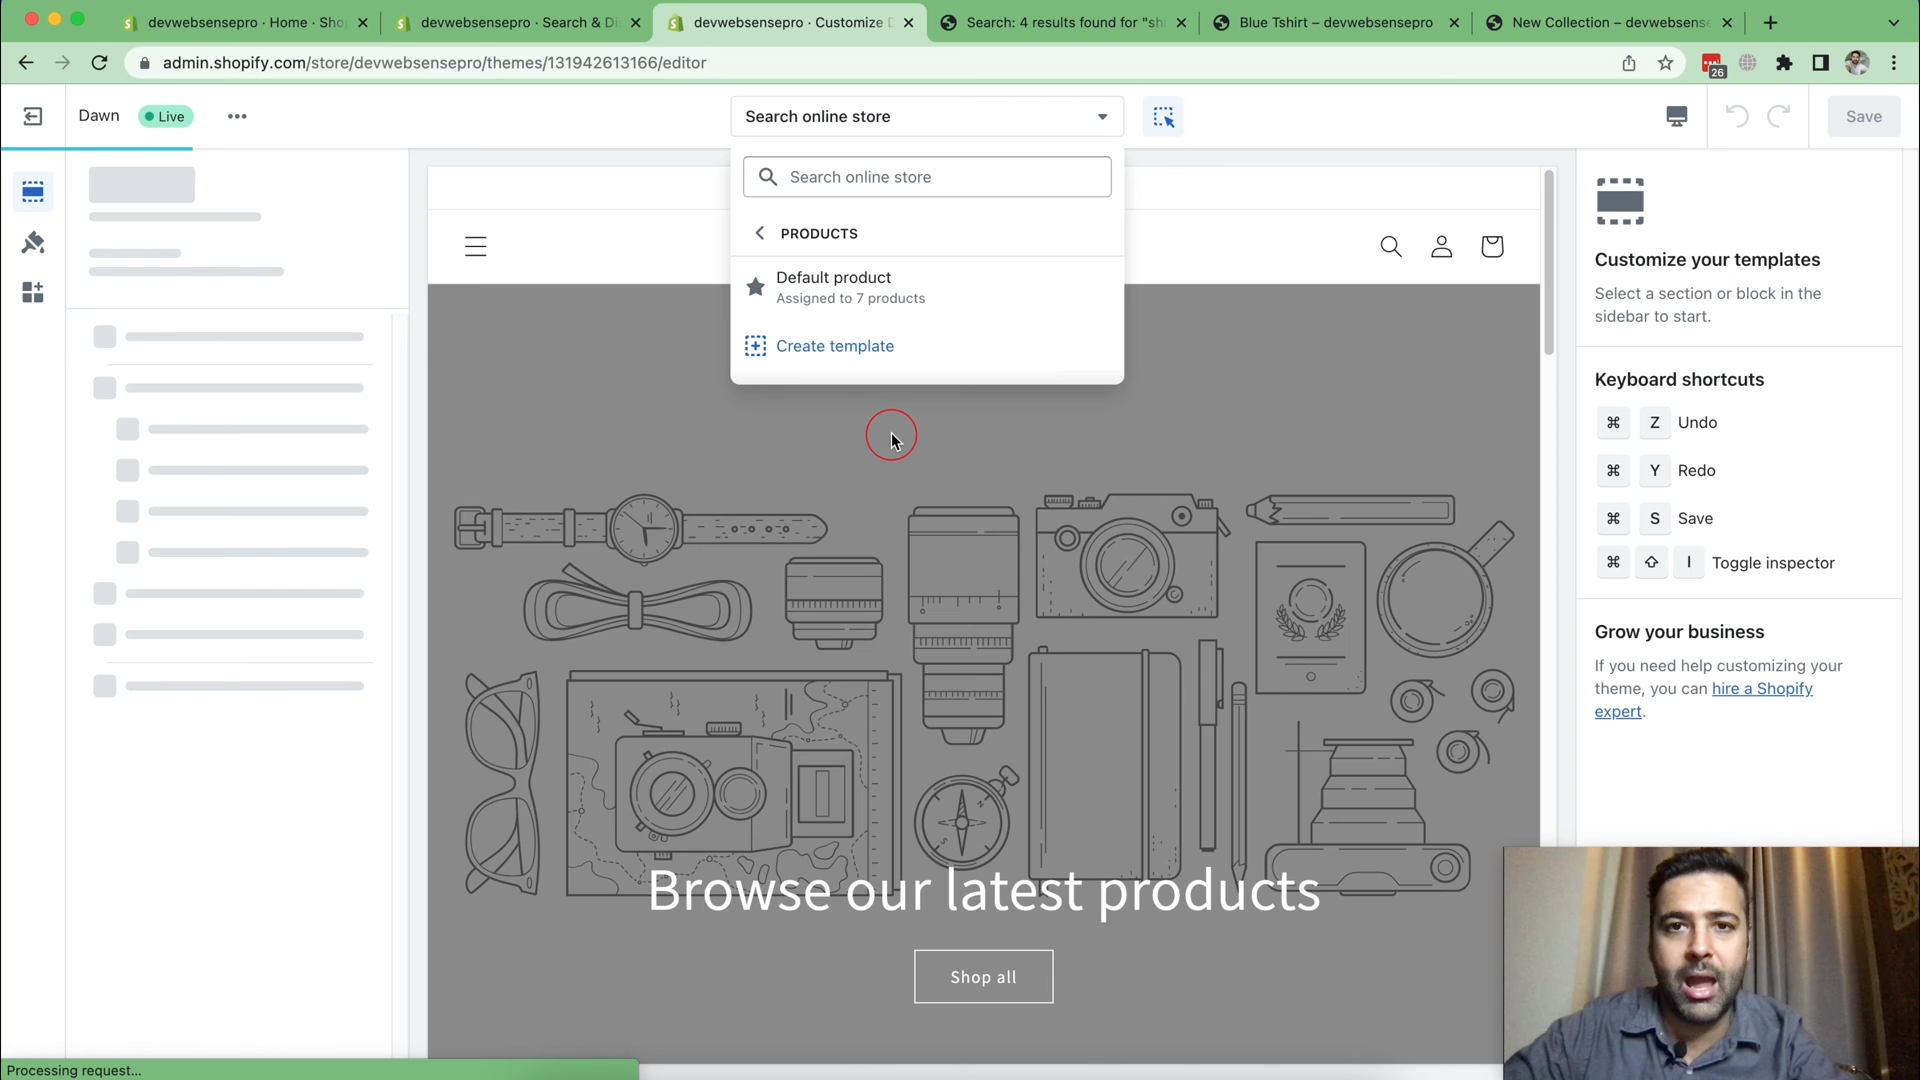 devwebsensepro · Home · Sho
devwebsensepro · Search & Di
devwebsensepro · Customize D
Search: 4 results found for "sh
Blue Tshirt – devwebsensepro
New Collection – devwebsense
admin.shopify.com/store/devwebsensepro/themes/131942613166/editor
26
Dawn
Live
Search online store
Save
Search online store
PRODUCTS
Default product
Assigned to 7 products
Create template
Customize your templates
Select a section or block in the
sidebar to start.
Keyboard shortcuts
⌘ Z Undo
⌘ Y Redo
⌘ S Save
⌘ ⇧ I Toggle inspector
Grow your business
If you need help customizing your
theme, you can hire a Shopify
expert.
Browse our latest products
Shop all
Processing request...